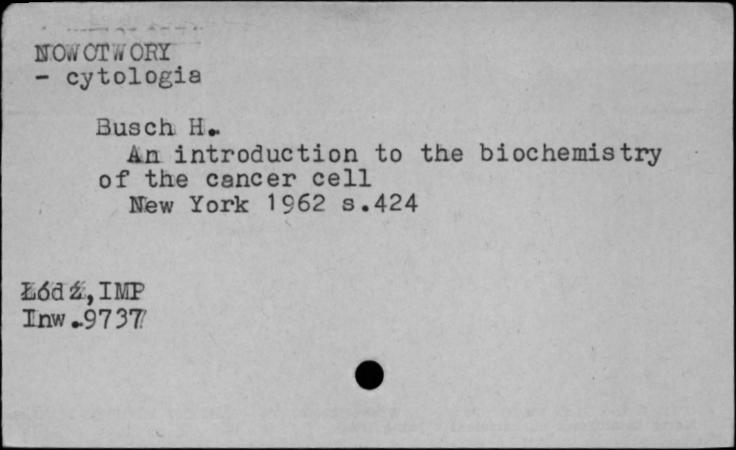 NOWOTWORY
- cytologia
Busch H.
An introduction to the biochemistry
of the cancer cell
New York 1962 s.424
Łódź, IMP
Inw.9737